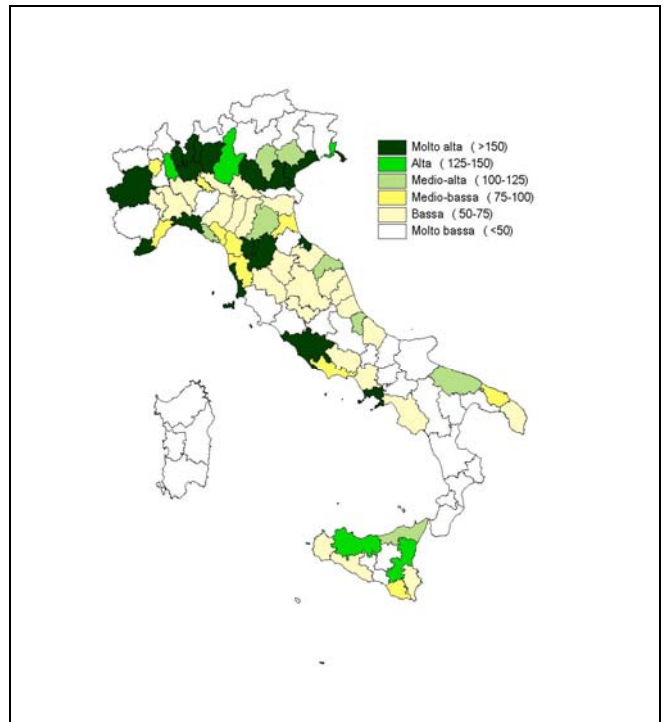 Molto alta (>150)
Alta (125-150)
Medio-alta (100-125)
Medio-bassa (75-100)
Bassa (50-75)
Molto bassa (<50)